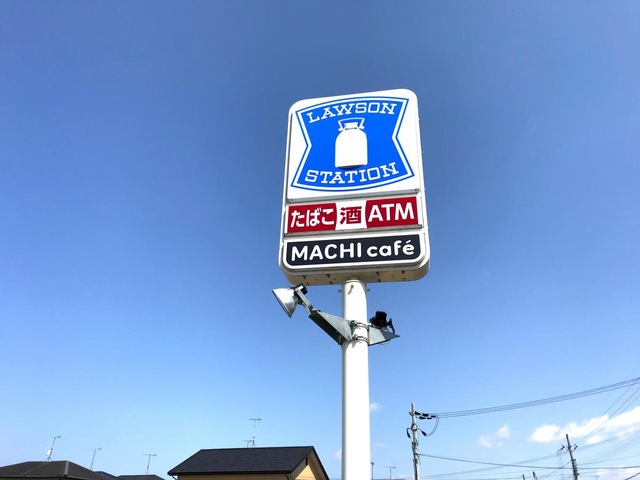 LAWSON
STATION
たばこ 酒 ATM
MACHI café